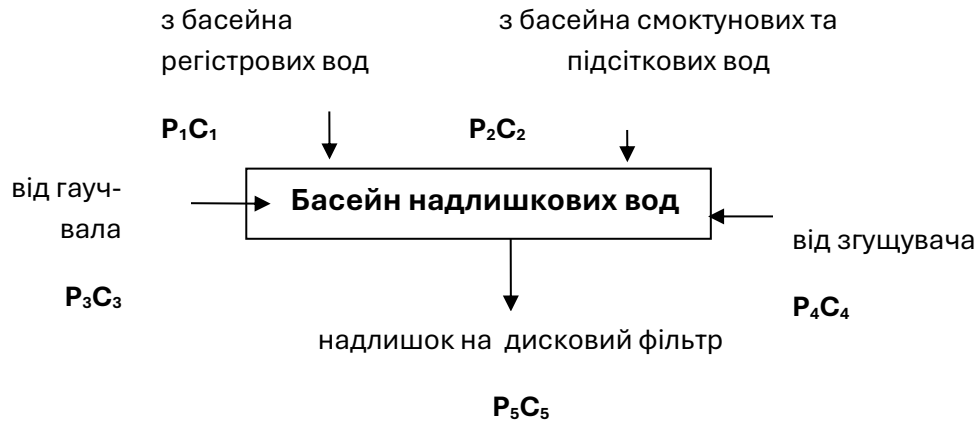 з басейна
регістрових вод
з басейна смоктунових та
підсіткових вод
P₁C₁
P₂C₂
від гауч-
вала
Басейн надлишкових вод
від згущувача
P₃C₃
P₄C₄
надлишок на дисковий фільтр
P₅C₅